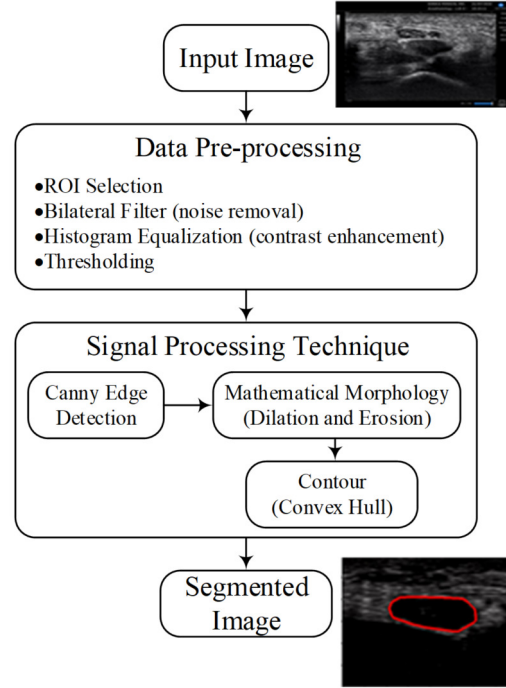 Input Image
Data Pre-processing
•ROI Selection
•Bilateral Filter (noise removal)
•Histogram Equalization (contrast enhancement)
•Thresholding
Signal Processing Technique
Canny Edge
Detection
Mathematical Morphology
(Dilation and Erosion)
Contour
(Convex Hull)
Segmented
Image